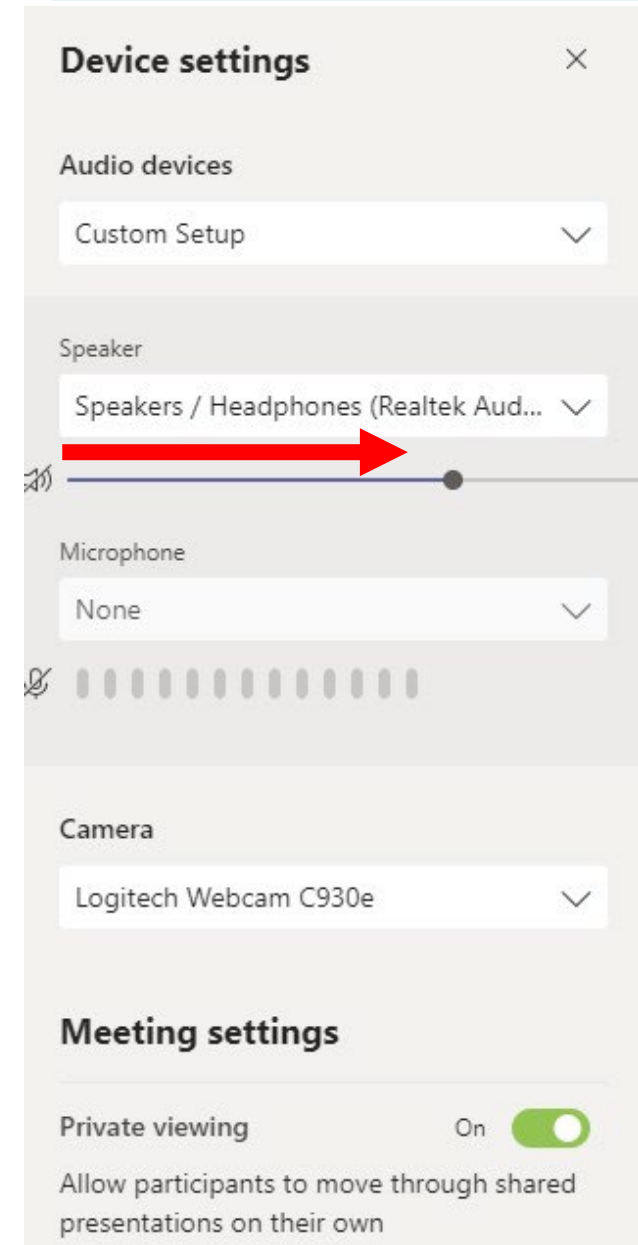 Device settings
Audio devices
Custom Setup
Speaker
Speakers / Headphones (Realtek Aud...
Microphone
None
Camera
Logitech Webcam C930e
Meeting settings
Private viewing On
Allow participants to move through shared
presentations on their own